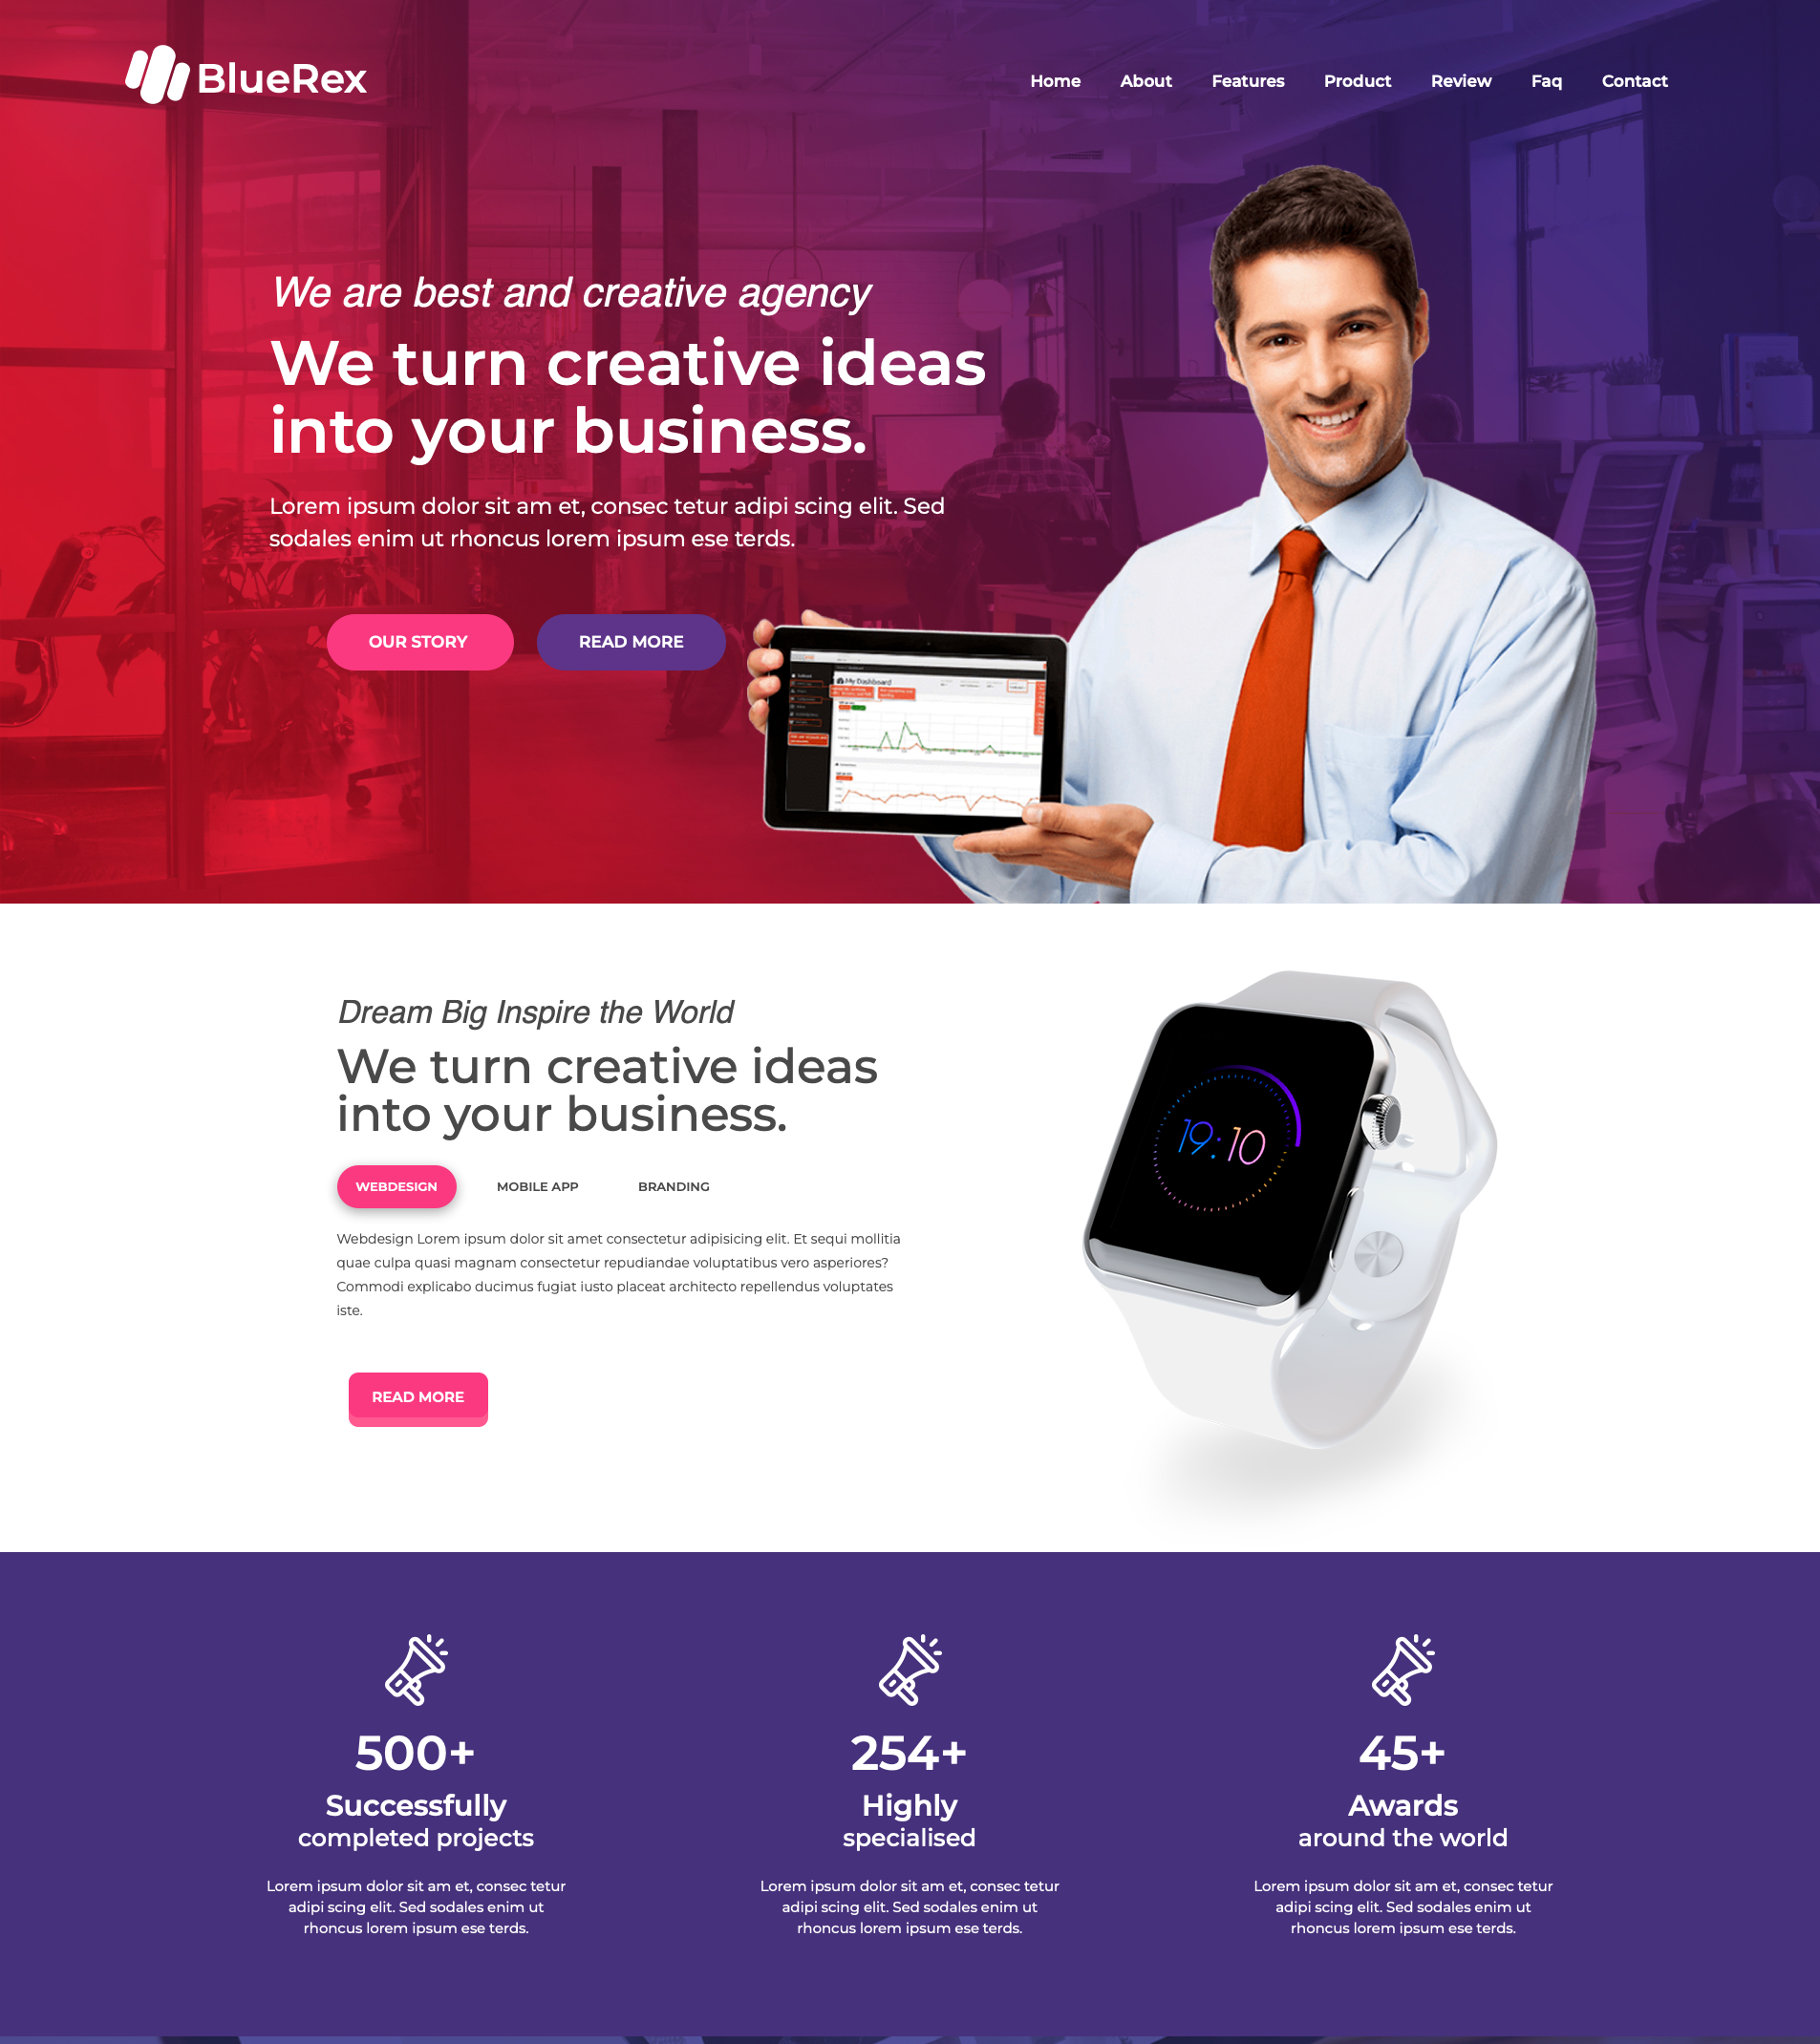 BlueRex
Home About Features Product Review Faq Contact
We are best and creative agency
We turn creative ideas
into your business.
Lorem ipsum dolor sit am et, consec tetur adipi scing elit. Sed
sodales enim ut rhoncus lorem ipsum ese terds.
OUR STORY READ MORE
My Dashboard
Dream Big Inspire the World
We turn creative ideas
into your business.
WEBDESIGN MOBILE APP BRANDING
Webdesign Lorem ipsum dolor sit amet consectetur adipisicing elit. Et sequi mollitia
quae culpa quasi magnam consectetur repudiandae voluptatibus vero asperiores?
Commodi explicabo ducimus fugiat iusto placeat architecto repellendus voluptates
iste.
19:10
READ MORE
500+
Successfully
completed projects
Lorem ipsum dolor sit am et, consec tetur
adipi scing elit. Sed sodales enim ut
rhoncus lorem ipsum ese terds.
254+
Highly
specialised
Lorem ipsum dolor sit am et, consec tetur
adipi scing elit. Sed sodales enim ut
rhoncus lorem ipsum ese terds.
45+
Awards
around the world
Lorem ipsum dolor sit am et, consec tetur
adipi scing elit. Sed sodales enim ut
rhoncus lorem ipsum ese terds.